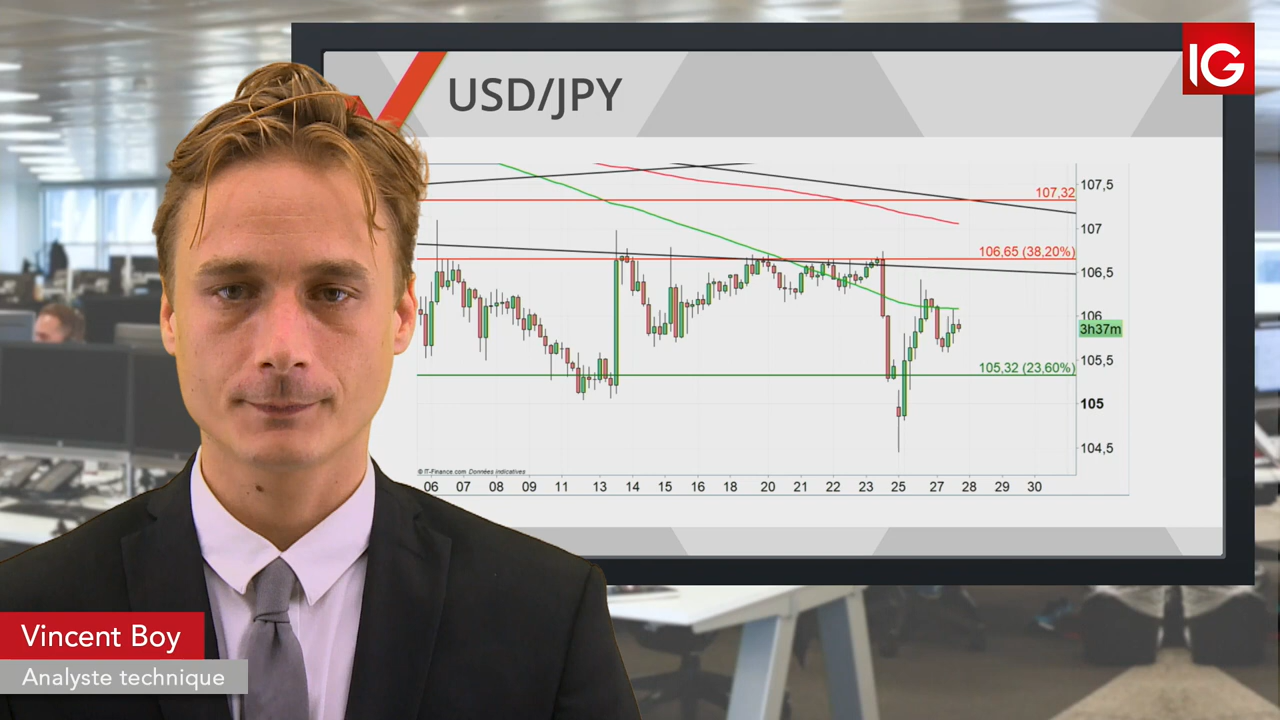 IG
USD/JPY
107,5
107,32
107
106,65 (38,20%)
106,5
106
3h37m
105,5
105,32 (23,60%)
105
104,5
© IT-Finance.com Données indicatives
06 07 08 09 11 13 14 15 16 18 20 21 22 23 25 27 28 29 30
Vincent Boy
Analyste technique